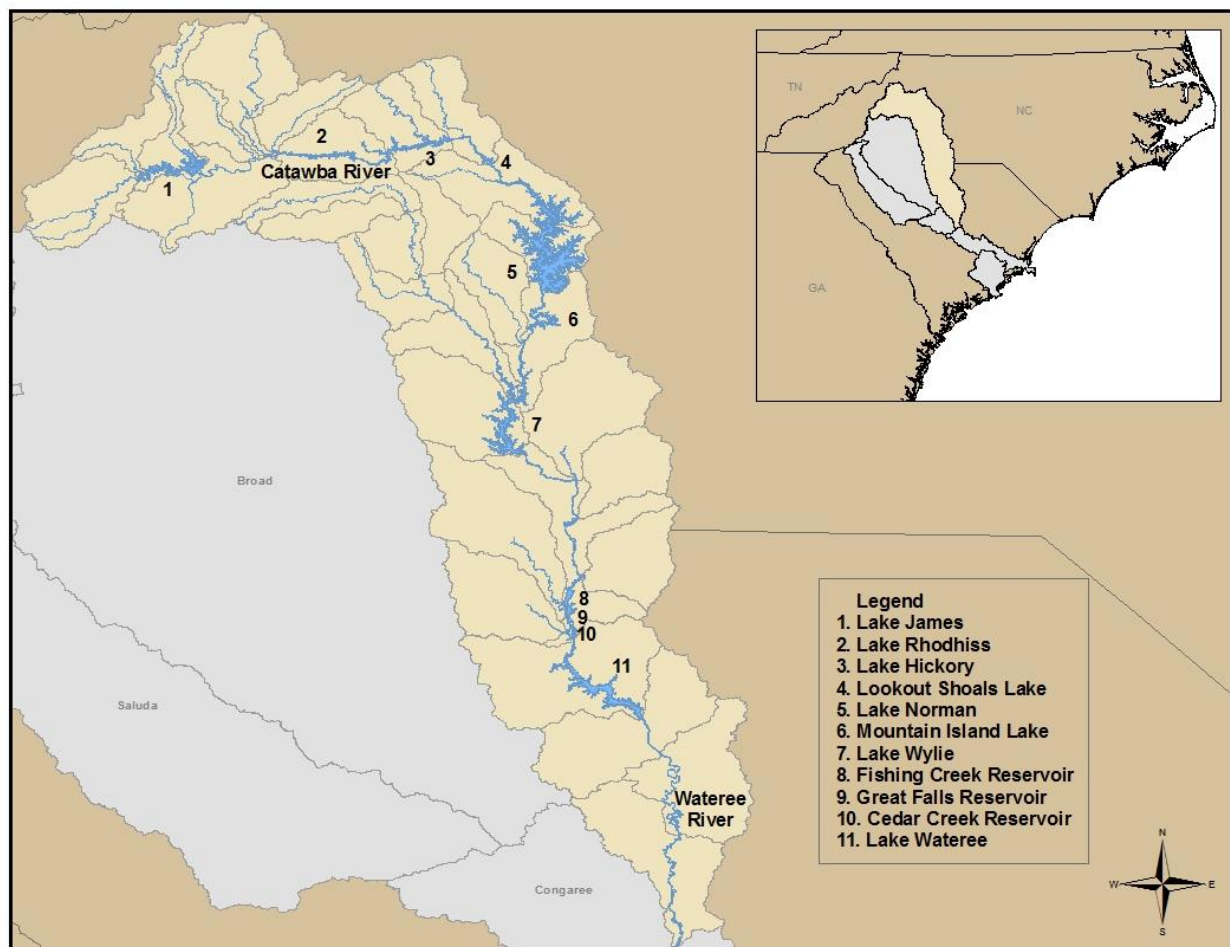 TN
NC
GA
2
3
4
Catawba River
1
5
6
7
Broad
8
9
10
11
Saluda
Wateree
River
Congaree
Legend
1. Lake James
2. Lake Rhodhiss
3. Lake Hickory
4. Lookout Shoals Lake
5. Lake Norman
6. Mountain Island Lake
7. Lake Wylie
8. Fishing Creek Reservoir
9. Great Falls Reservoir
10. Cedar Creek Reservoir
11. Lake Wateree
N
W E
S